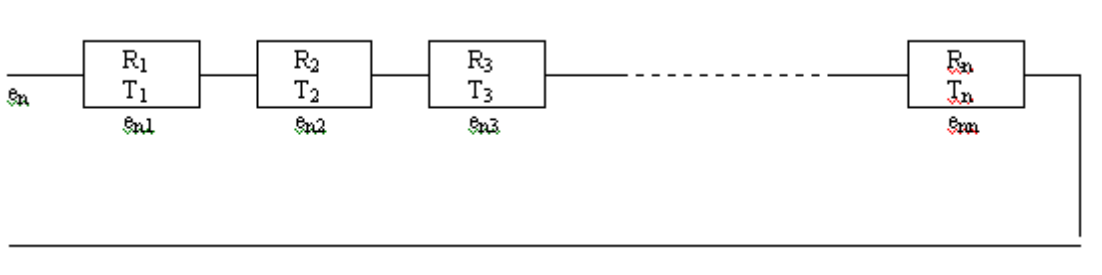 R₁ R₂ R₃ Rₙ
T₁ T₂ T₃ Tₙ
eₙ
eₙ₁ eₙ₂ eₙ₃ eₙₙ